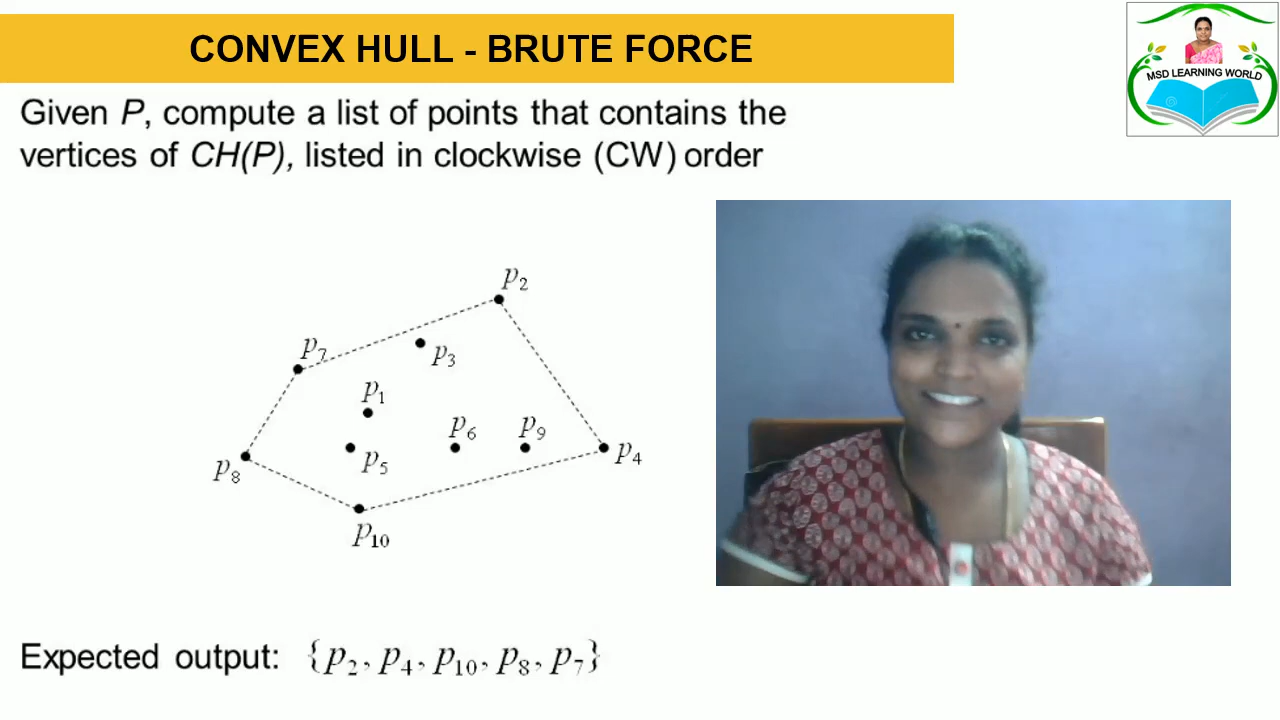 CONVEX HULL - BRUTE FORCE
MSD LEARNING WORLD
Given P, compute a list of points that contains the
vertices of CH(P), listed in clockwise (CW) order
p₂
p₇
p₃
p₁
p₆
p₉
p₅
p₄
p₈
p₁₀
Expected output: {p₂, p₄, p₁₀, p₈, p₇}